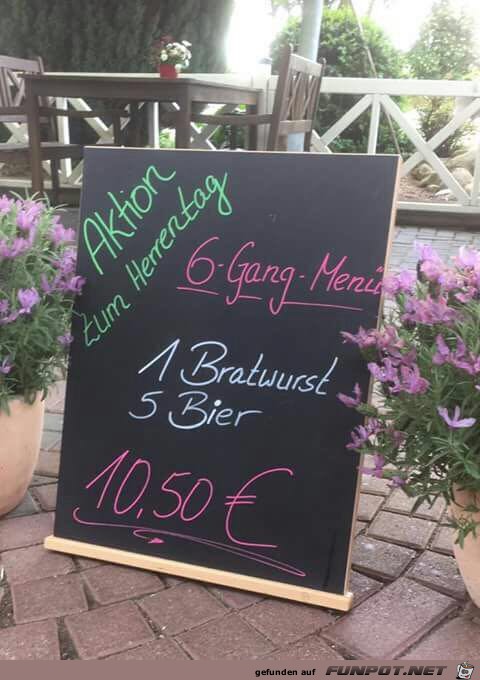 Aktion
zum Herrentag
6-Gang-Menü
1 Bratwurst
5 Bier
10,50 €
gefunden auf FUNPOT.NET